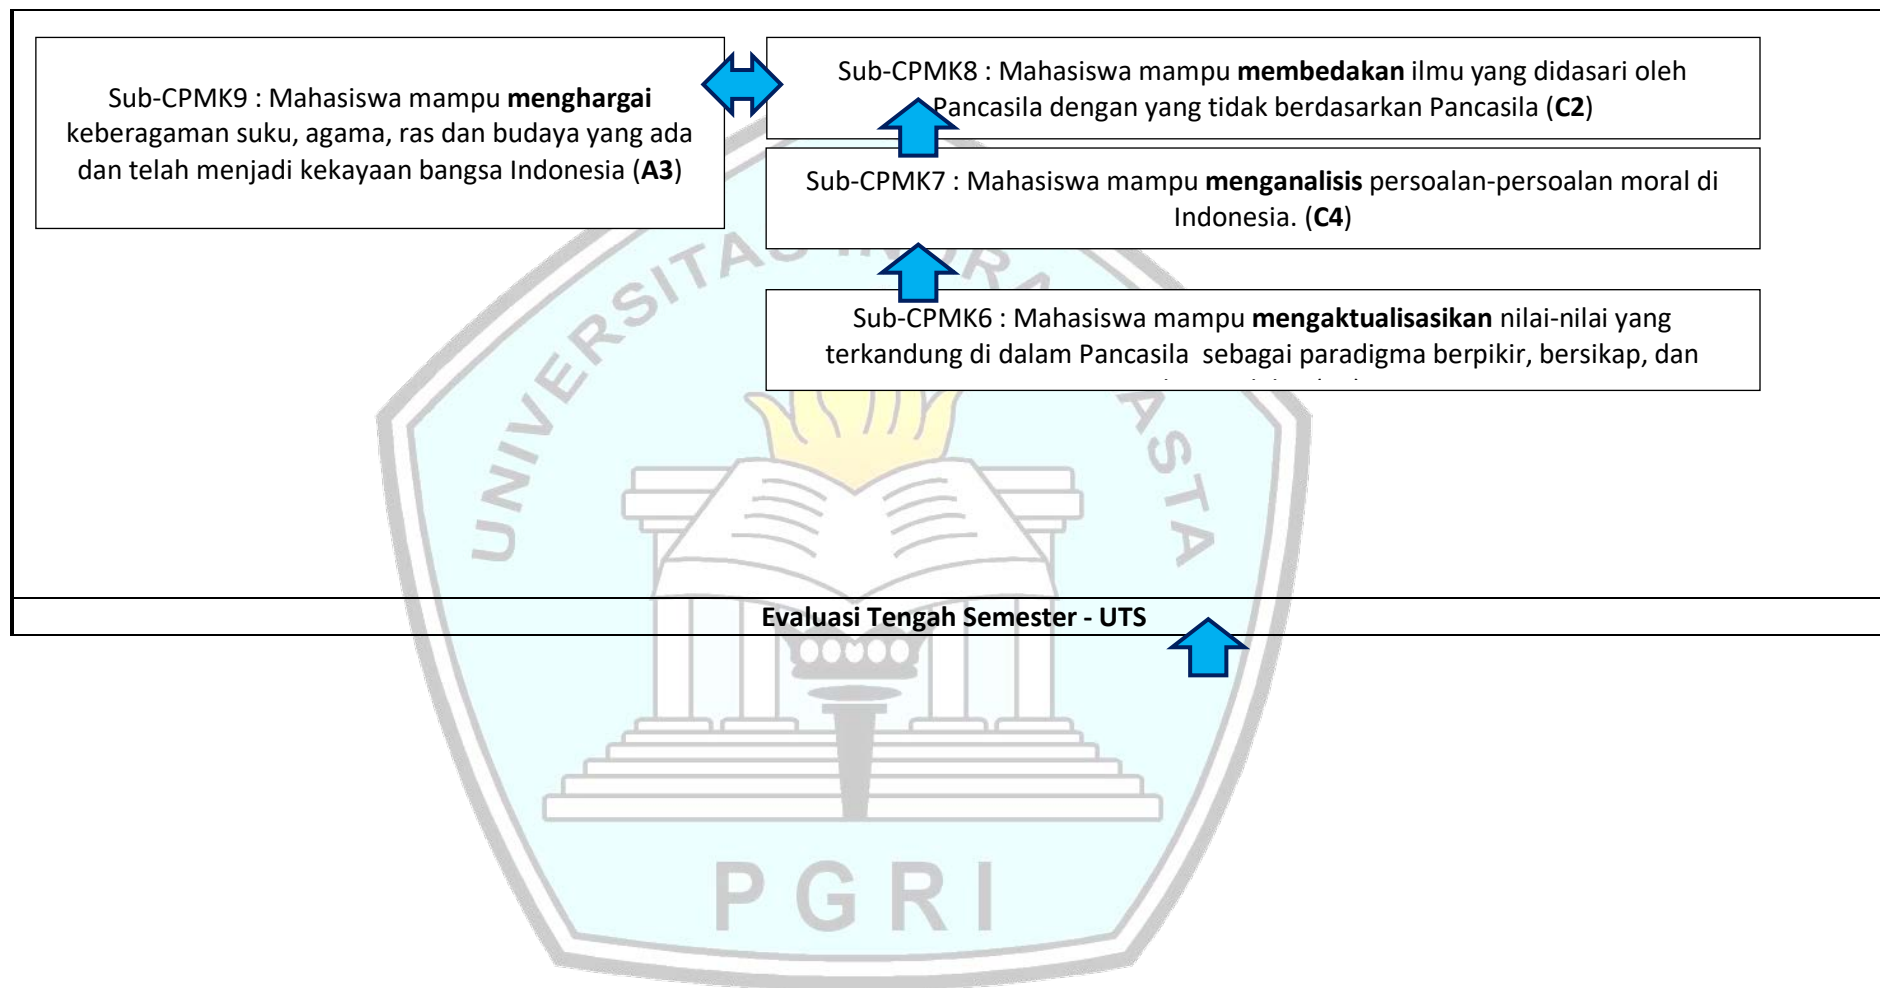 Sub-CPMK9 : Mahasiswa mampu menghargai
keberagaman suku, agama, ras dan budaya yang ada
dan telah menjadi kekayaan bangsa Indonesia (A3)
Sub-CPMK8 : Mahasiswa mampu membedakan ilmu yang didasari oleh
Pancasila dengan yang tidak berdasarkan Pancasila (C2)
Sub-CPMK7 : Mahasiswa mampu menganalisis persoalan-persoalan moral di
Indonesia. (C4)
Sub-CPMK6 : Mahasiswa mampu mengaktualisasikan nilai-nilai yang
terkandung di dalam Pancasila sebagai paradigma berpikir, bersikap, dan
Evaluasi Tengah Semester - UTS
UNIVERSITAS
PGRI